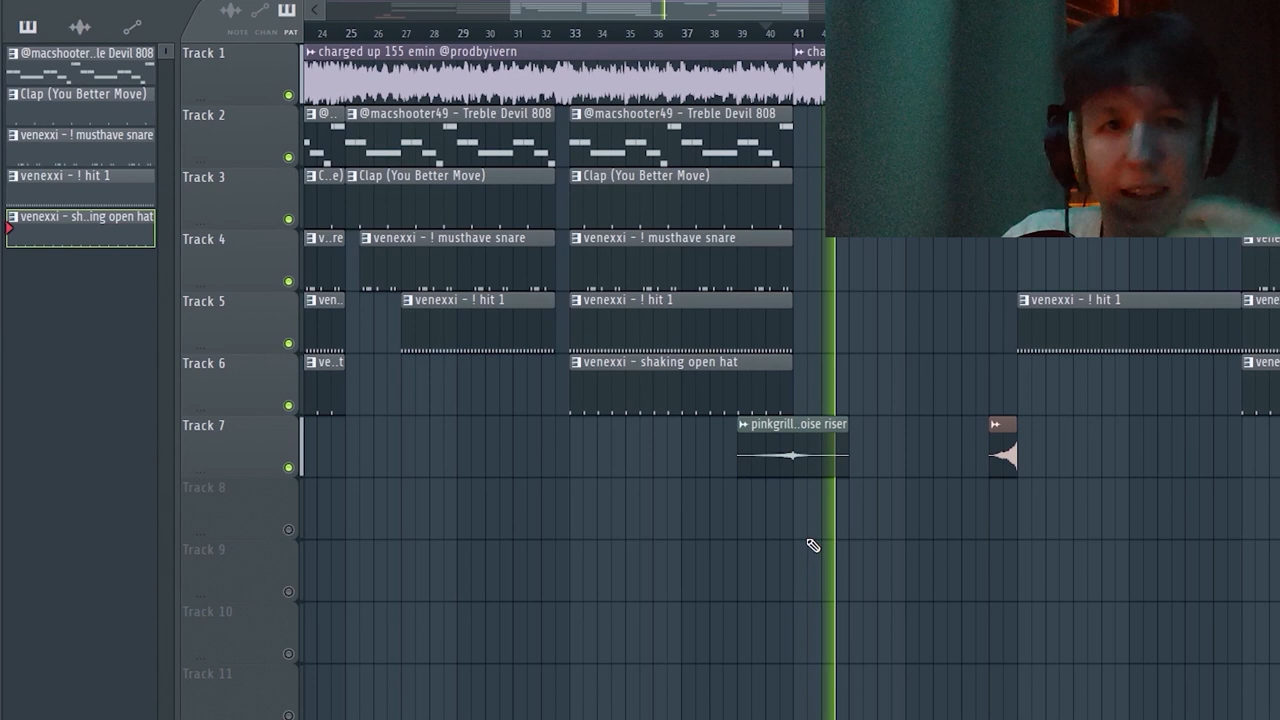 NOTE CHAN PAT
24 25 26 27 28 29 30 31 32 33 34 35 36 37 38 39 40 41
@macshooter..le Devil 808
Clap (You Better Move)
venexxi - ! musthave snare
venexxi - ! hit 1
venexxi - sh..ing open hat
Track 1
charged up 155 emin @prodbyivern
cha
Track 2
@..
@macshooter49 - Treble Devil 808
@macshooter49 - Treble Devil 808
Track 3
C..e)
Clap (You Better Move)
Clap (You Better Move)
Track 4
v..re
venexxi - ! musthave snare
venexxi - ! musthave snare
vene
Track 5
ven..
venexxi - ! hit 1
venexxi - ! hit 1
venexxi - ! hit 1
vene
Track 6
ve..t
venexxi - shaking open hat
vene
Track 7
pinkgrill..oise riser
Track 8
Track 9
Track 10
Track 11